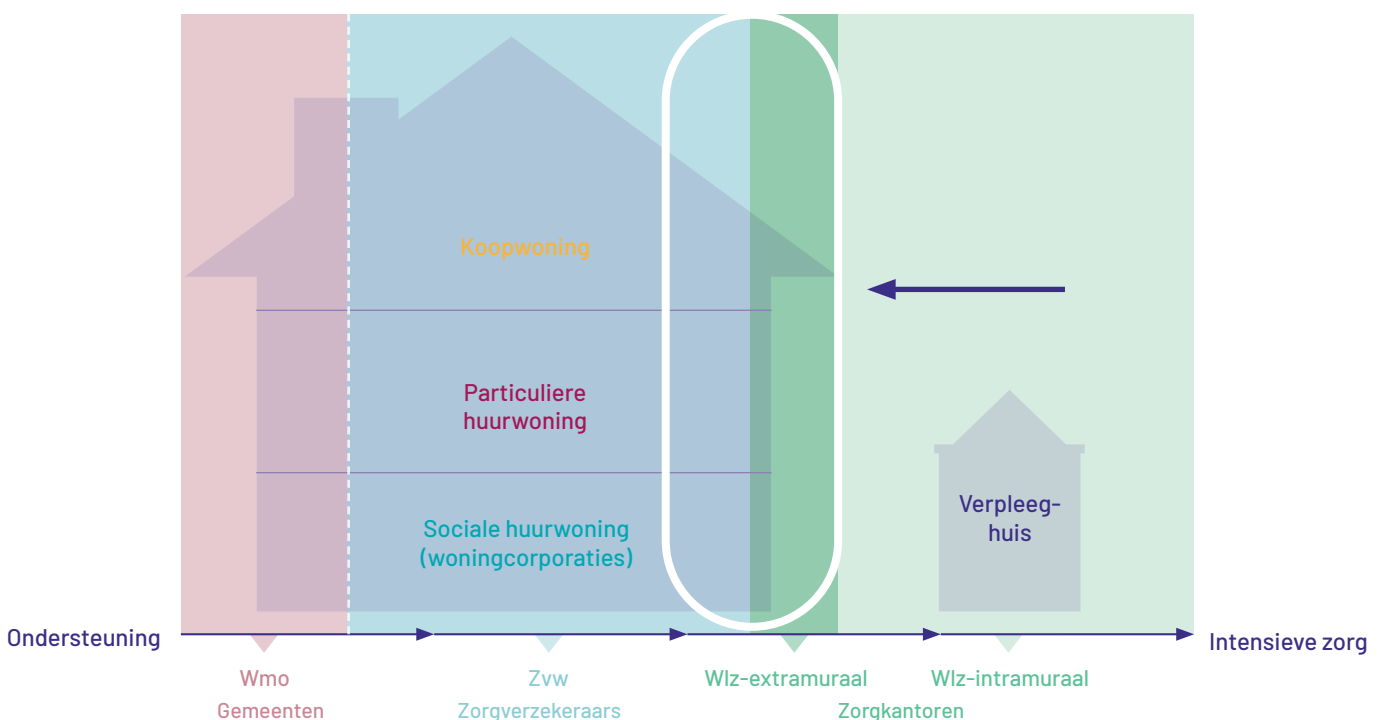 Koopwoning
Particuliere
huurwoning
Sociale huurwoning
(woningcorporaties)
Verpleeg-
huis
Ondersteuning
Intensieve zorg
Wmo
Zvw
Wlz-extramuraal
Wlz-intramuraal
Gemeenten
Zorgverzekeraars
Zorgkantoren